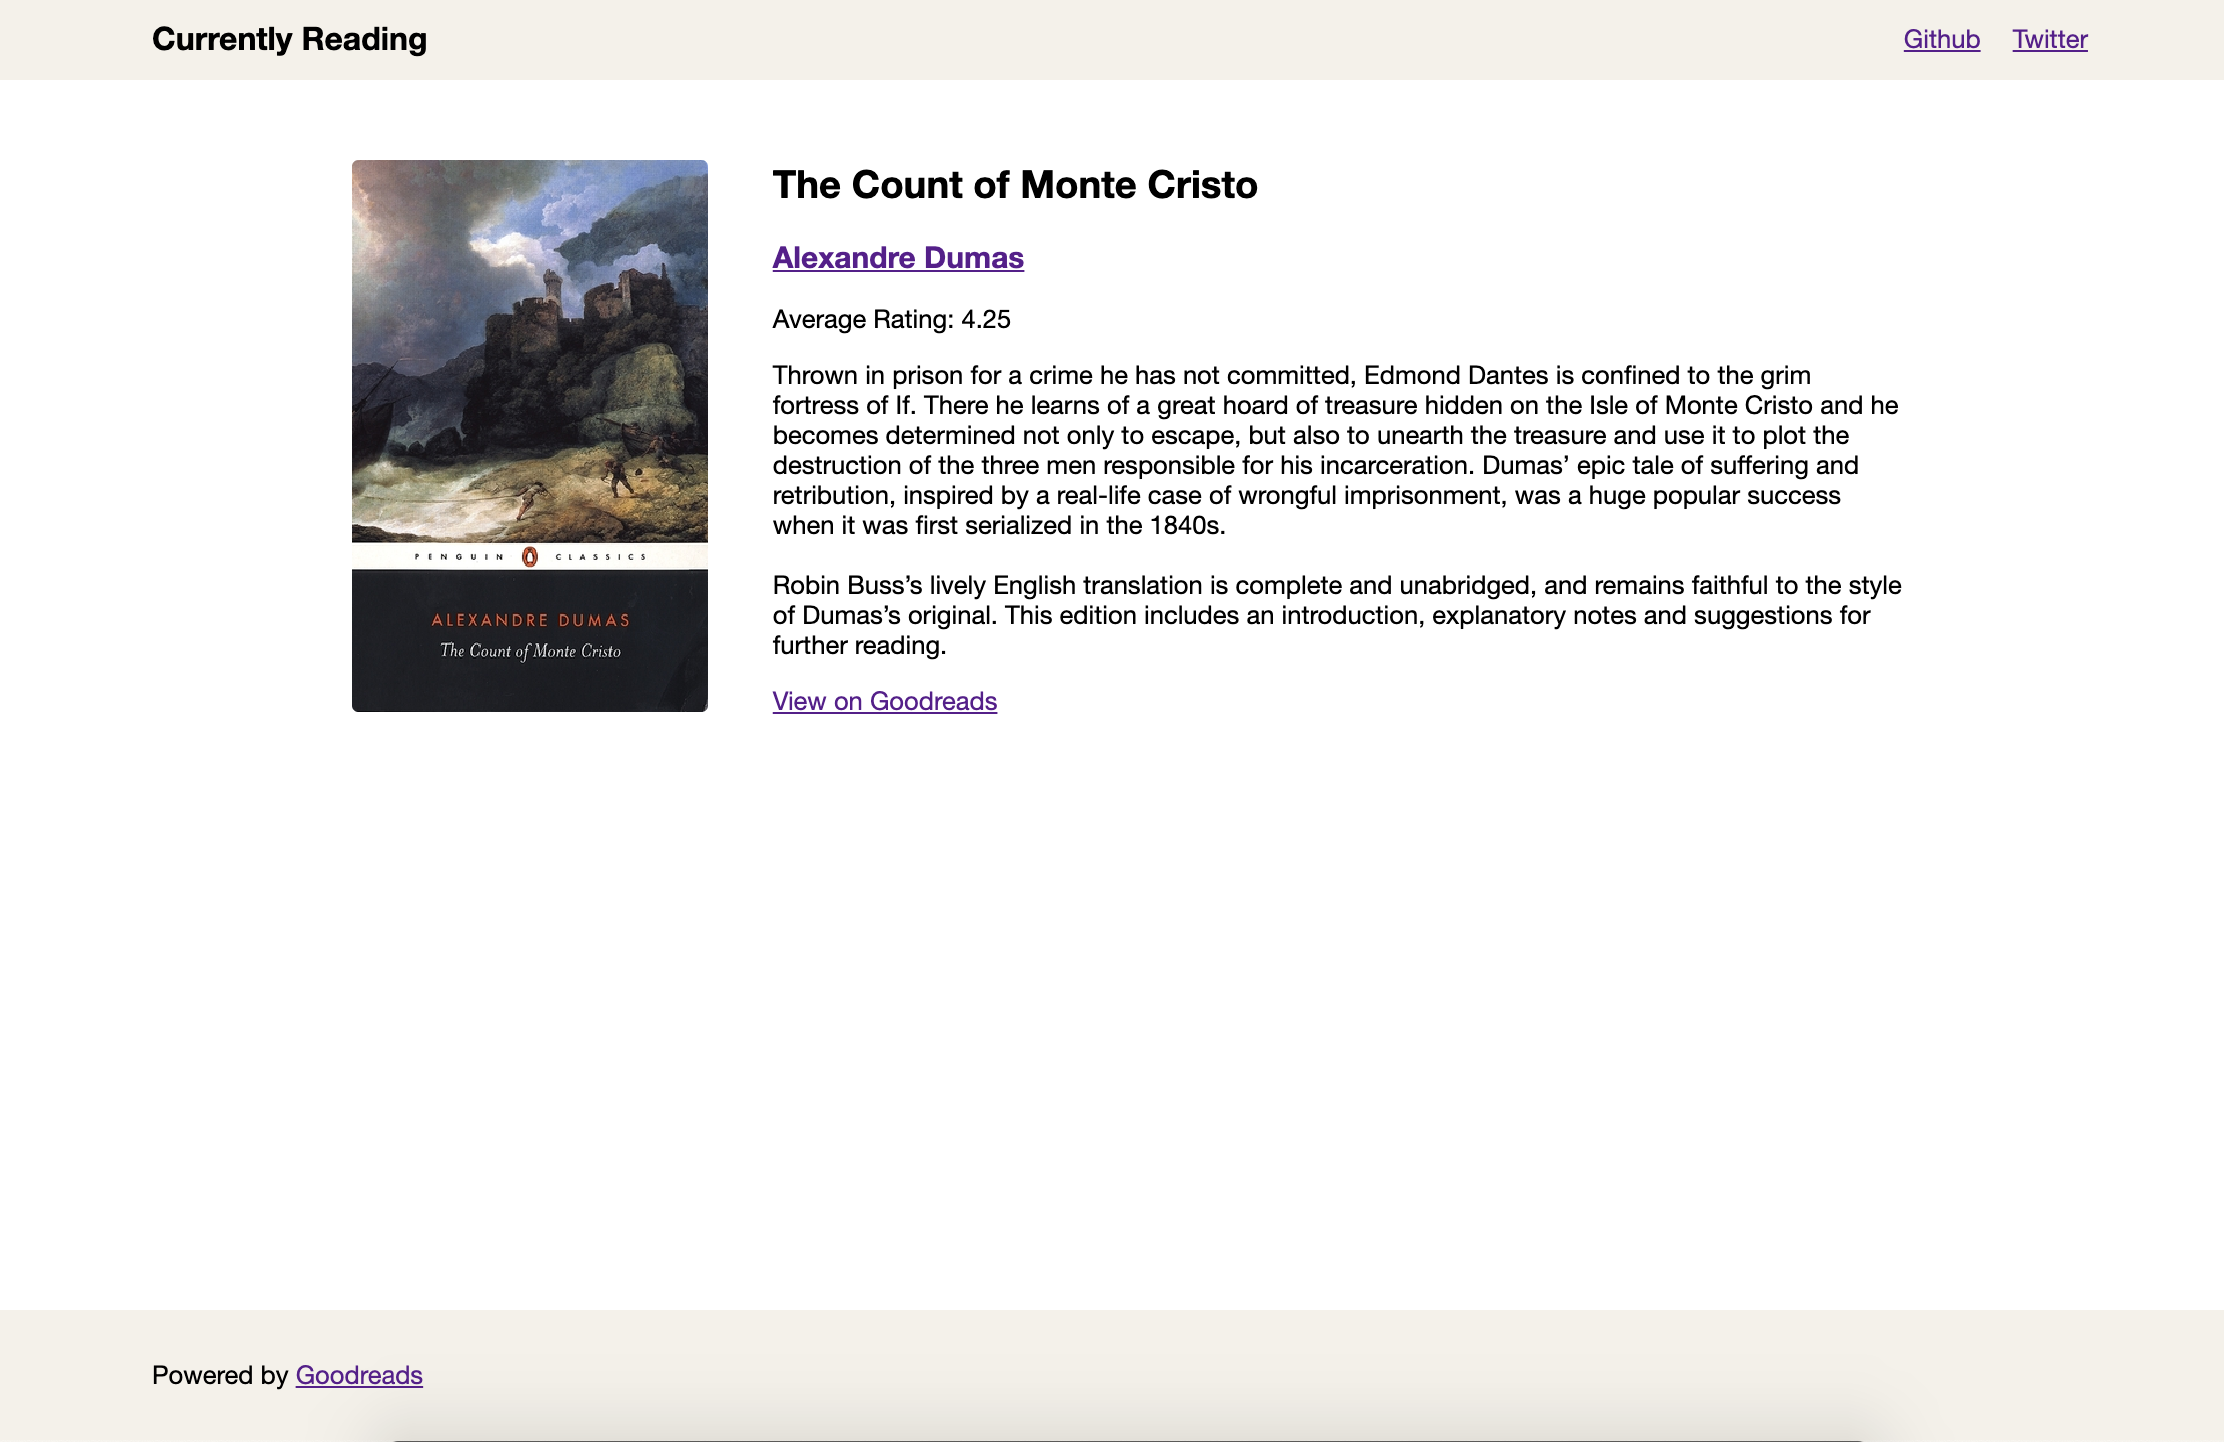 Currently Reading
Github Twitter
The Count of Monte Cristo
Alexandre Dumas
Average Rating: 4.25
Thrown in prison for a crime he has not committed, Edmond Dantes is confined to the grim
fortress of If. There he learns of a great hoard of treasure hidden on the Isle of Monte Cristo and he
becomes determined not only to escape, but also to unearth the treasure and use it to plot the
destruction of the three men responsible for his incarceration. Dumas’ epic tale of suffering and
retribution, inspired by a real-life case of wrongful imprisonment, was a huge popular success
when it was first serialized in the 1840s.
Robin Buss’s lively English translation is complete and unabridged, and remains faithful to the style
of Dumas’s original. This edition includes an introduction, explanatory notes and suggestions for
further reading.
View on Goodreads
PENGUIN CLASSICS
ALEXANDRE DUMAS
The Count of Monte Cristo
Powered by Goodreads